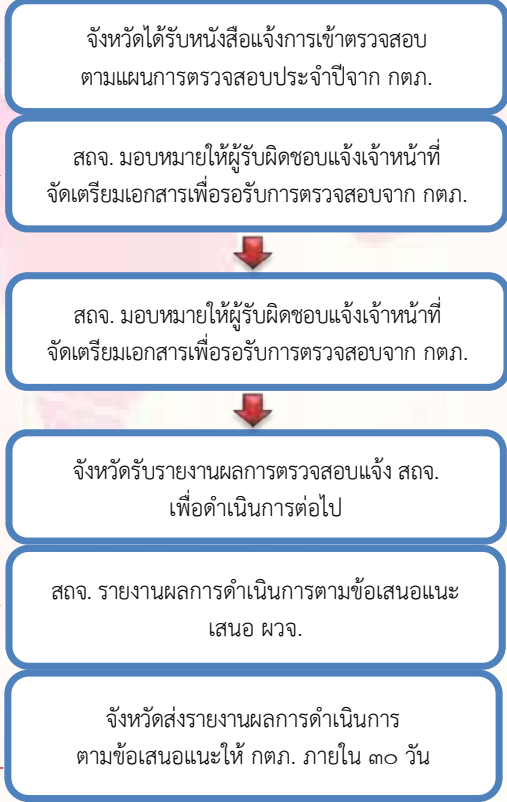 จังหวัดได้รับหนังสือแจ้งการเข้าตรวจสอบ
ตามแผนการตรวจสอบประจำปีจาก กตภ.
สถจ. มอบหมายให้ผู้รับผิดชอบแจ้งเจ้าหน้าที่
จัดเตรียมเอกสารเพื่อรอรับการตรวจสอบจาก กตภ.
สถจ. มอบหมายให้ผู้รับผิดชอบแจ้งเจ้าหน้าที่
จัดเตรียมเอกสารเพื่อรอรับการตรวจสอบจาก กตภ.
จังหวัดรับรายงานผลการตรวจสอบแจ้ง สถจ.
เพื่อดำเนินการต่อไป
สถจ. รายงานผลการดำเนินการตามข้อเสนอแนะ
เสนอ ผวจ.
จังหวัดส่งรายงานผลการดำเนินการ
ตามข้อเสนอแนะให้ กตภ. ภายใน ๓๐ วัน